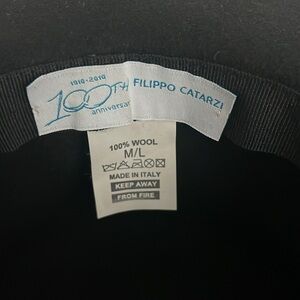 1910-2010
100TH
anniversary
FILIPPO CATARZI
100% WOOL
M/L
MADE IN ITALY
KEEP AWAY
FROM FIRE